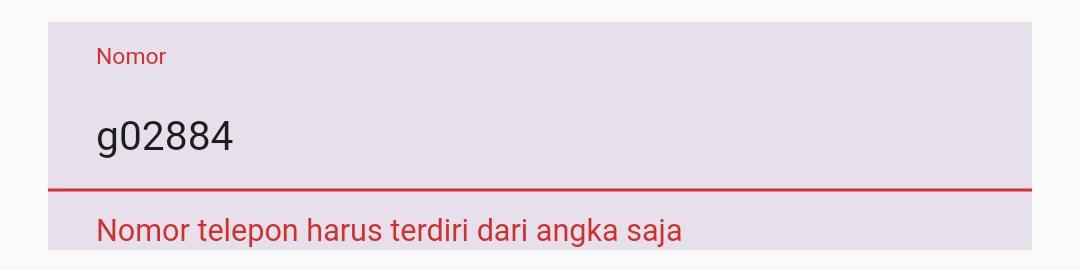 Nomor
g02884
Nomor telepon harus terdiri dari angka saja